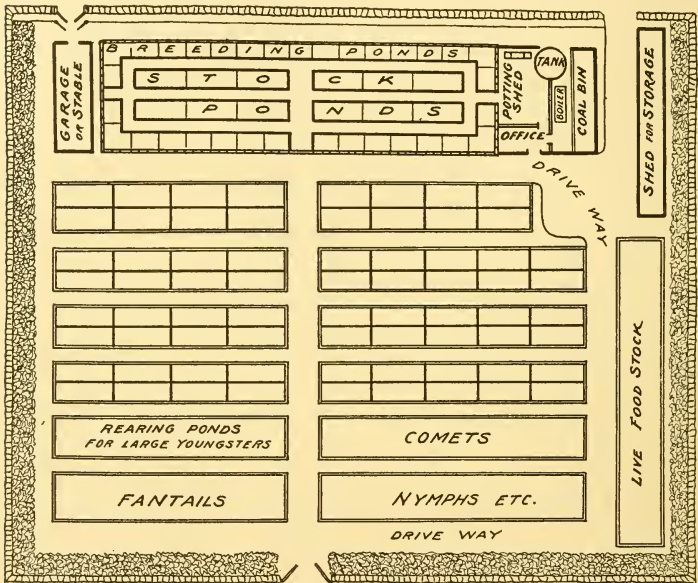 BREEDING PONDS
STOCK
PONDS
GARAGE
OR STABLE
POTTING
SHED
TANK
BOILER
COAL BIN
OFFICE
SHED FOR STORAGE
DRIVE WAY
LIVE FOOD STOCK
REARING PONDS
FOR LARGE YOUNGSTERS
COMETS
FANTAILS
NYMPHS ETC.
DRIVE WAY